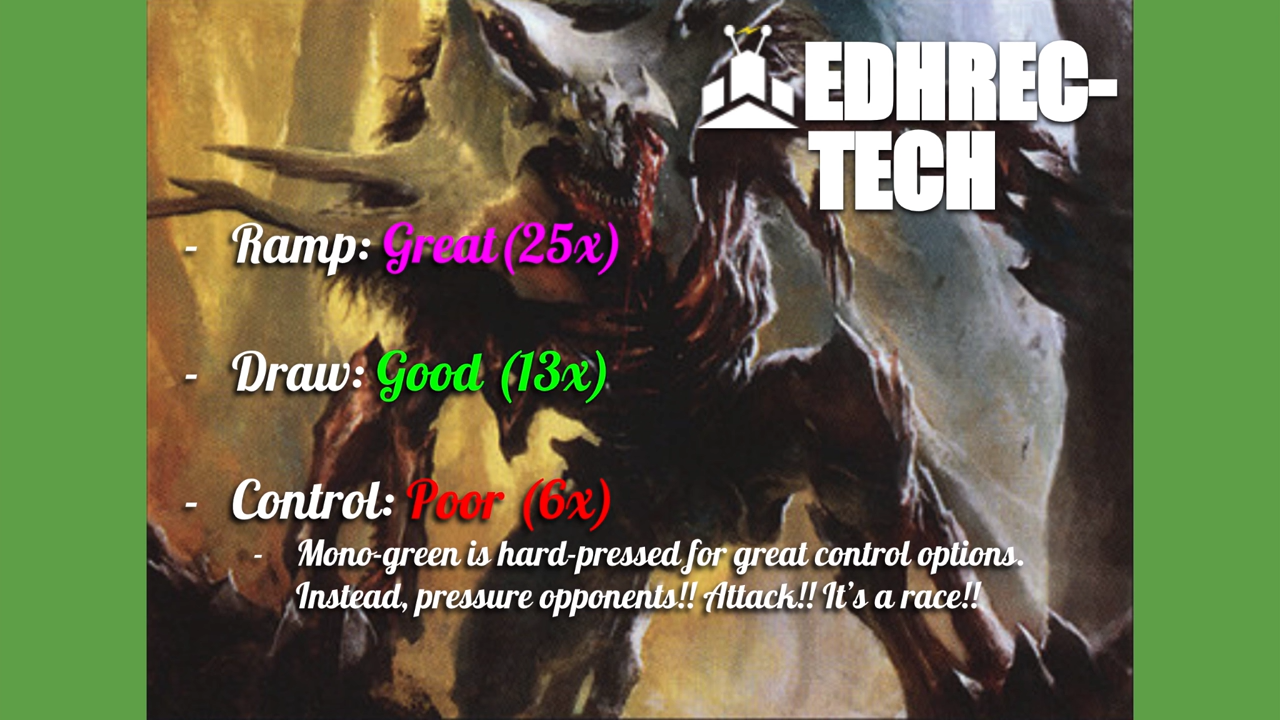 EDHREC-
TECH
- Ramp: Great (25x)
- Draw: Good (13x)
- Control: Poor (6x)
- Mono-green is hard-pressed for great control options.
Instead, pressure opponents!! Attack!! It's a race!!